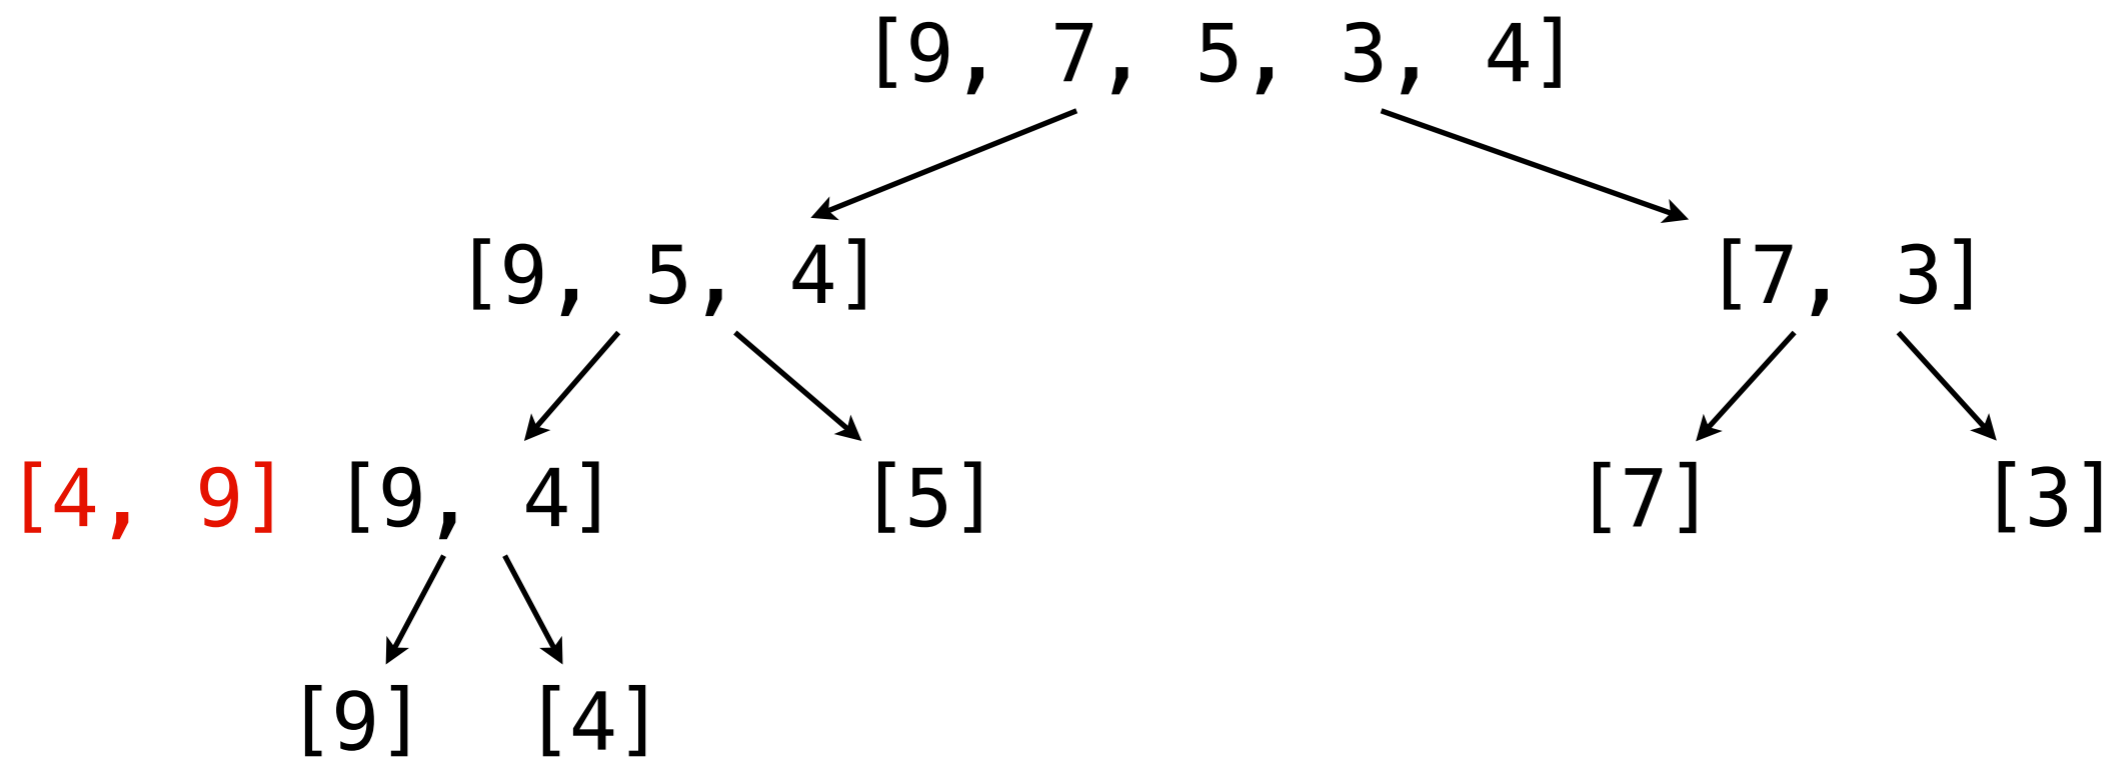 [9, 7, 5, 3, 4]
[9, 5, 4] [7, 3]
[4, 9] [9, 4] [5] [7] [3]
[9] [4]